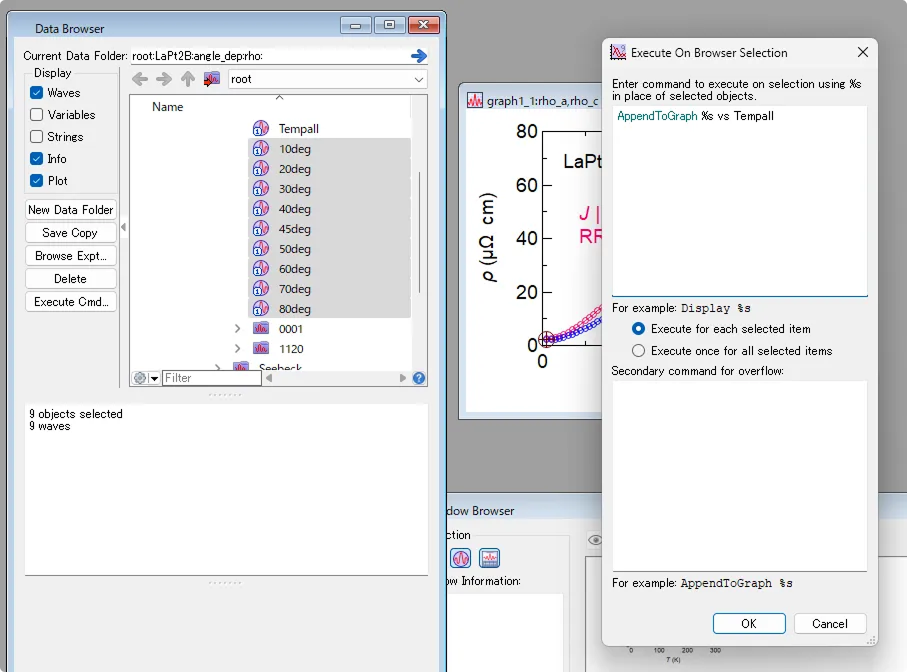 Data Browser
Current Data Folder: root:LaPt2B:angle_dep:rho:
Display
Waves
Variables
Strings
Info
Plot
New Data Folder
Save Copy
Browse Expt...
Delete
Execute Cmd...
root
Name
Tempall
10deg
20deg
30deg
40deg
45deg
50deg
60deg
70deg
80deg
0001
1120
Seebeck
Filter
9 objects selected
9 waves
graph1_1:rho_a,rho_c
80
60
40
20
0
0
ρ (μΩ cm)
LaPt
J ||
RR
dow Browser
ction
ow Information:
Execute On Browser Selection
Enter command to execute on selection using %s
in place of selected objects.
AppendToGraph %s vs Tempall
For example: Display %s
Execute for each selected item
Execute once for all selected items
Secondary command for overflow:
For example: AppendToGraph %s
OK
Cancel
0 100 200 300
T (K)